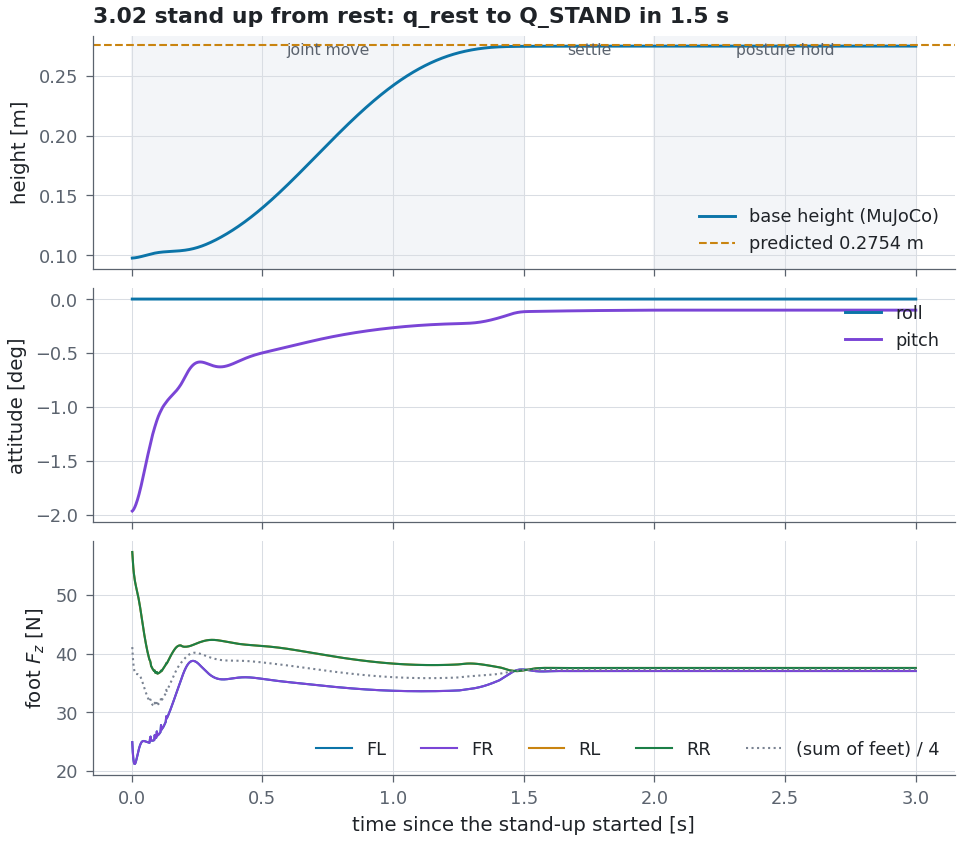 3.02 stand up from rest: q_rest to Q_STAND in 1.5 s
joint move settle posture hold
height [m]
0.25
0.20
0.15
0.10
base height (MuJoCo)
predicted 0.2754 m
attitude [deg]
0.0
−0.5
−1.0
−1.5
−2.0
roll
pitch
foot F_z [N]
50
40
30
20
FL FR RL RR (sum of feet) / 4
0.0 0.5 1.0 1.5 2.0 2.5 3.0
time since the stand-up started [s]